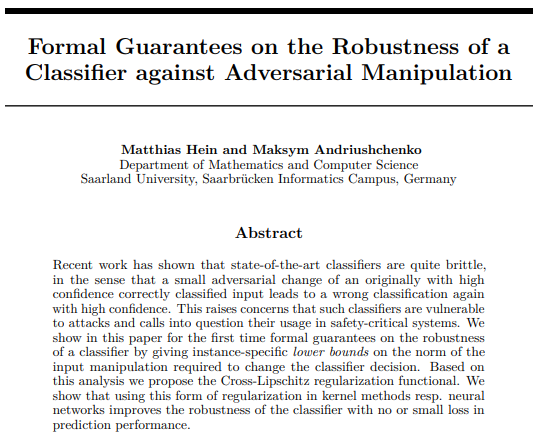 Formal Guarantees on the Robustness of a
Classifier against Adversarial Manipulation
Matthias Hein and Maksym Andriushchenko
Department of Mathematics and Computer Science
Saarland University, Saarbrücken Informatics Campus, Germany
Abstract
Recent work has shown that state-of-the-art classifiers are quite brittle,
in the sense that a small adversarial change of an originally with high
confidence correctly classified input leads to a wrong classification again
with high confidence. This raises concerns that such classifiers are vulnerable
to attacks and calls into question their usage in safety-critical systems. We
show in this paper for the first time formal guarantees on the robustness
of a classifier by giving instance-specific lower bounds on the norm of the
input manipulation required to change the classifier decision. Based on
this analysis we propose the Cross-Lipschitz regularization functional. We
show that using this form of regularization in kernel methods resp. neural
networks improves the robustness of the classifier with no or small loss in
prediction performance.